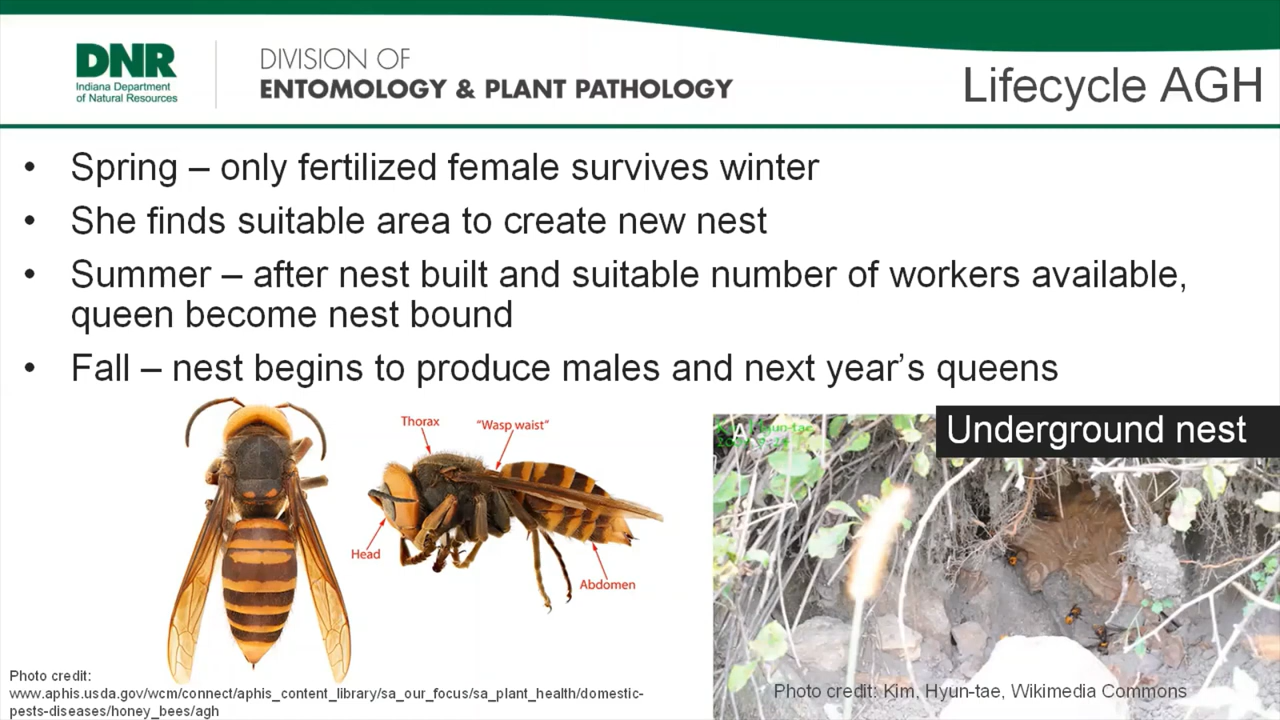 DNR
Indiana Department
of Natural Resources
DIVISION OF
ENTOMOLOGY & PLANT PATHOLOGY
Lifecycle AGH
• Spring – only fertilized female survives winter
• She finds suitable area to create new nest
• Summer – after nest built and suitable number of workers available,
queen become nest bound
• Fall – nest begins to produce males and next year’s queens
Thorax
“Wasp waist”
Head
Abdomen
Underground nest
Photo credit:
www.aphis.usda.gov/wcm/connect/aphis_content_library/sa_our_focus/sa_plant_health/domestic-
pests-diseases/honey_bees/agh
Photo credit: Kim, Hyun-tae, Wikimedia Commons